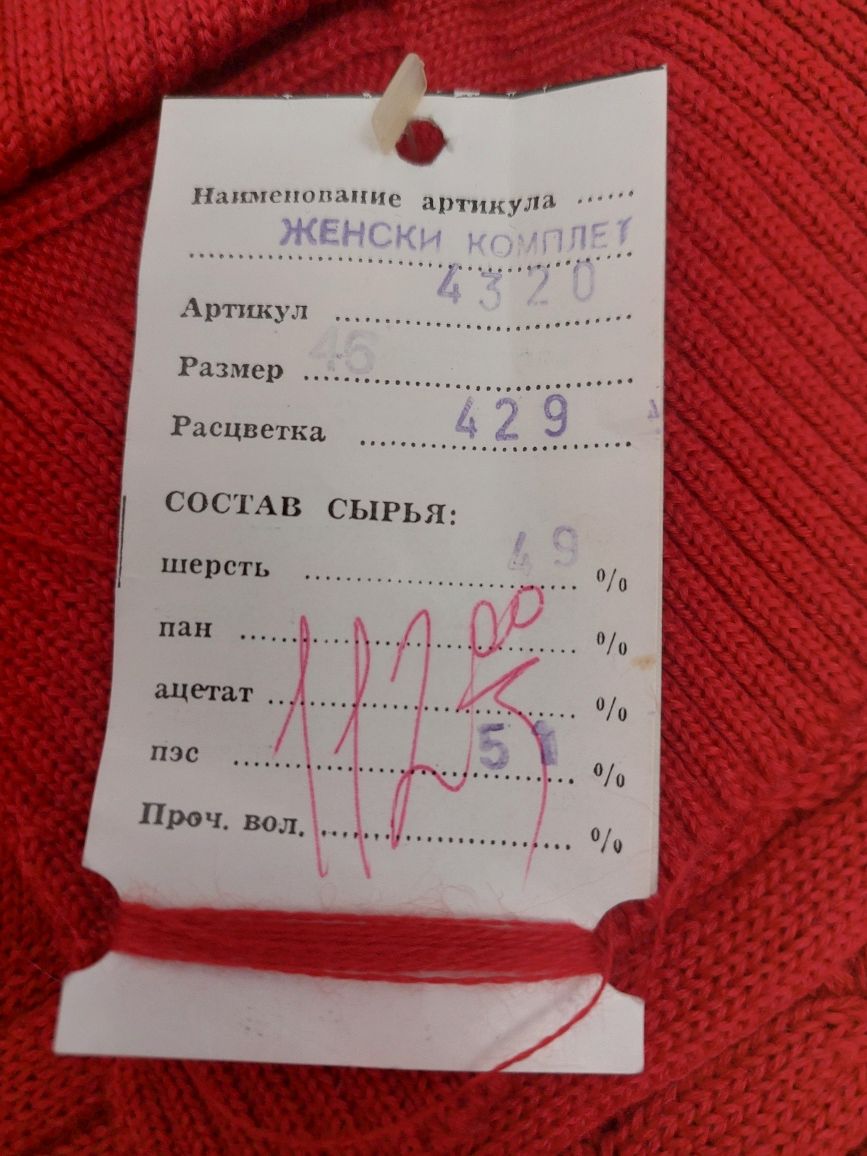 Наименование артикула ......
ЖЕНСКИ КОМПЛЕТ
Артикул 4320
Размер 46
Расцветка 429
СОСТАВ СЫРЬЯ:
шерсть 49 %
пан %
ацетат %
пэс 51 %
Проч. вол. %